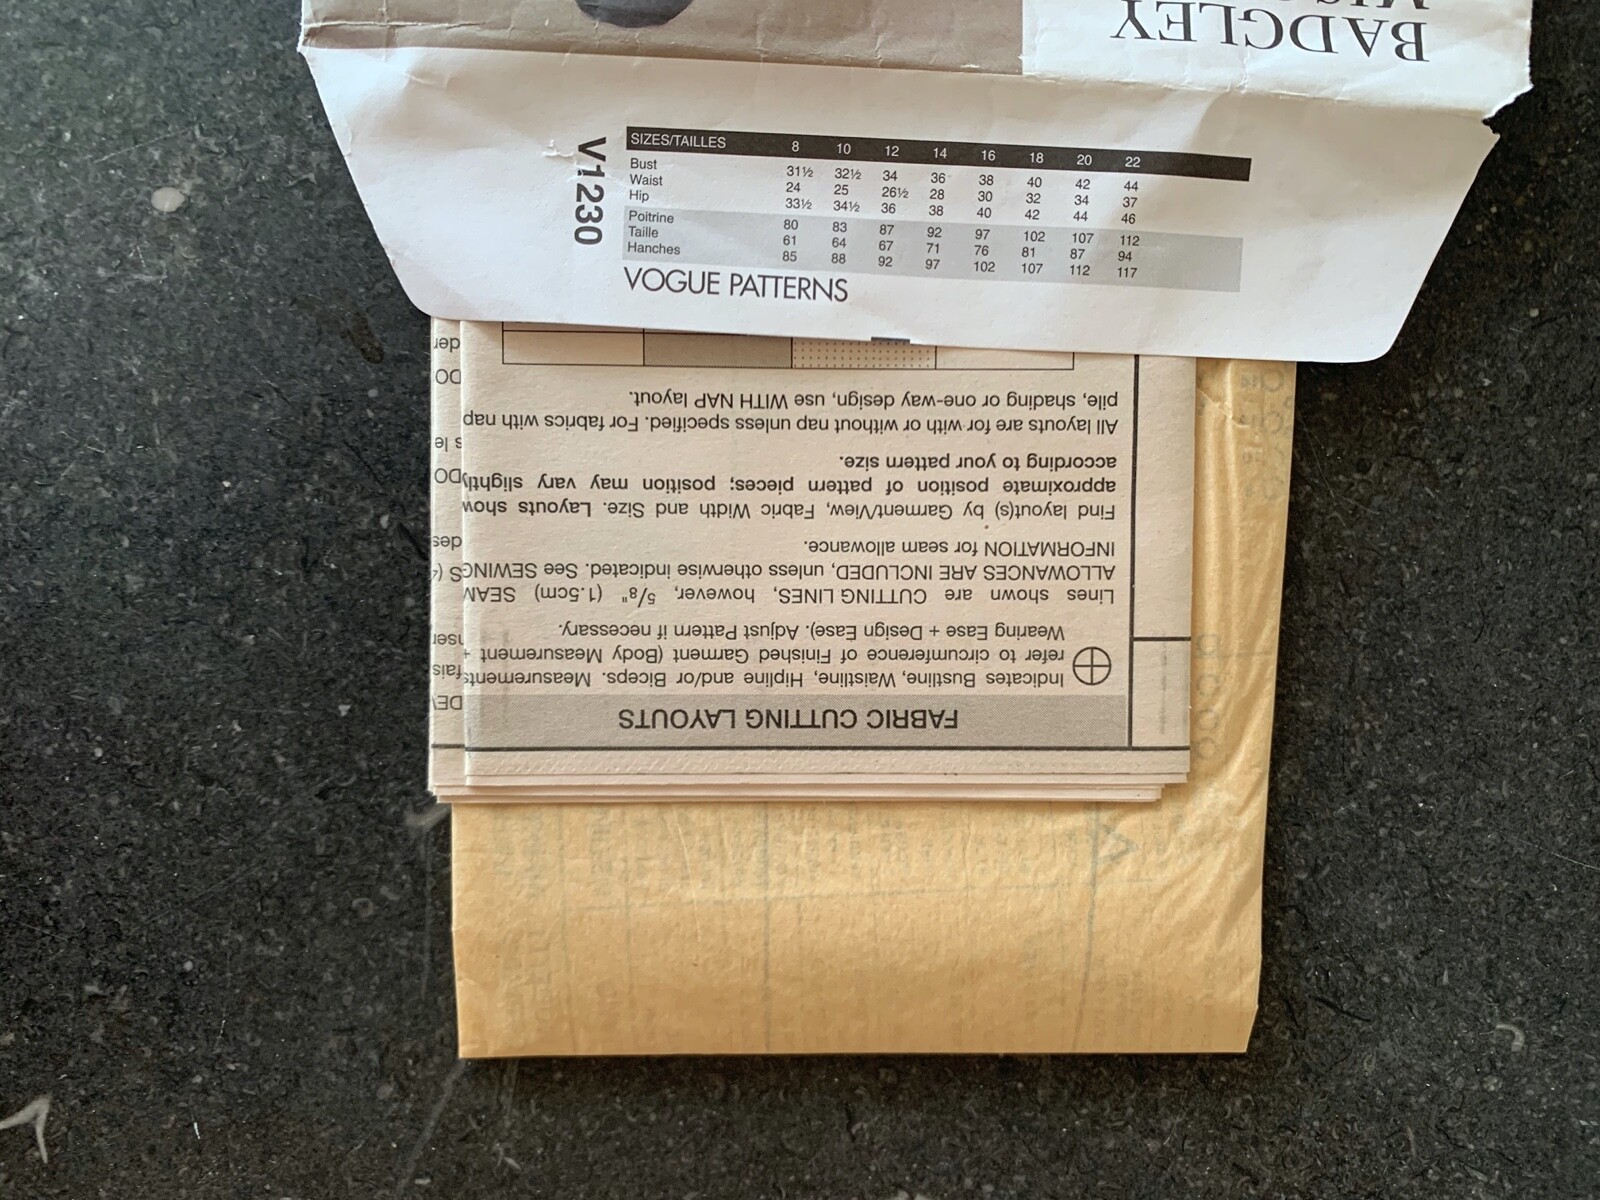 BADGLEY
V1230
SIZES/TAILLES 8 10 12 14 16 18 20 22
Bust 31½ 32½ 34 36 38 40 42 44
Waist 24 25 26½ 28 30 32 34 37
Hip 33½ 34½ 36 38 40 42 44 46
Poitrine 80 83 87 92 97 102 107 112
Taille 61 64 67 71 76 81 87 94
Hanches 85 88 92 97 102 107 112 117
VOGUE PATTERNS
FABRIC CUTTING LAYOUTS
Indicates Bustline, Waistline, Hipline and/or Biceps. Measurements
refer to circumference of Finished Garment (Body Measurement +
Wearing Ease + Design Ease). Adjust Pattern if necessary.
Lines shown are CUTTING LINES, however, 5/8" (1.5cm) SEAM
ALLOWANCES ARE INCLUDED, unless otherwise indicated. See SEWING
INFORMATION for seam allowance.
Find layout(s) by Garment/View, Fabric Width and Size. Layouts show
approximate position of pattern pieces; position may vary slightly
according to your pattern size.
All layouts are for with or without nap unless specified. For fabrics with nap
pile, shading or one-way design, use WITH NAP layout.